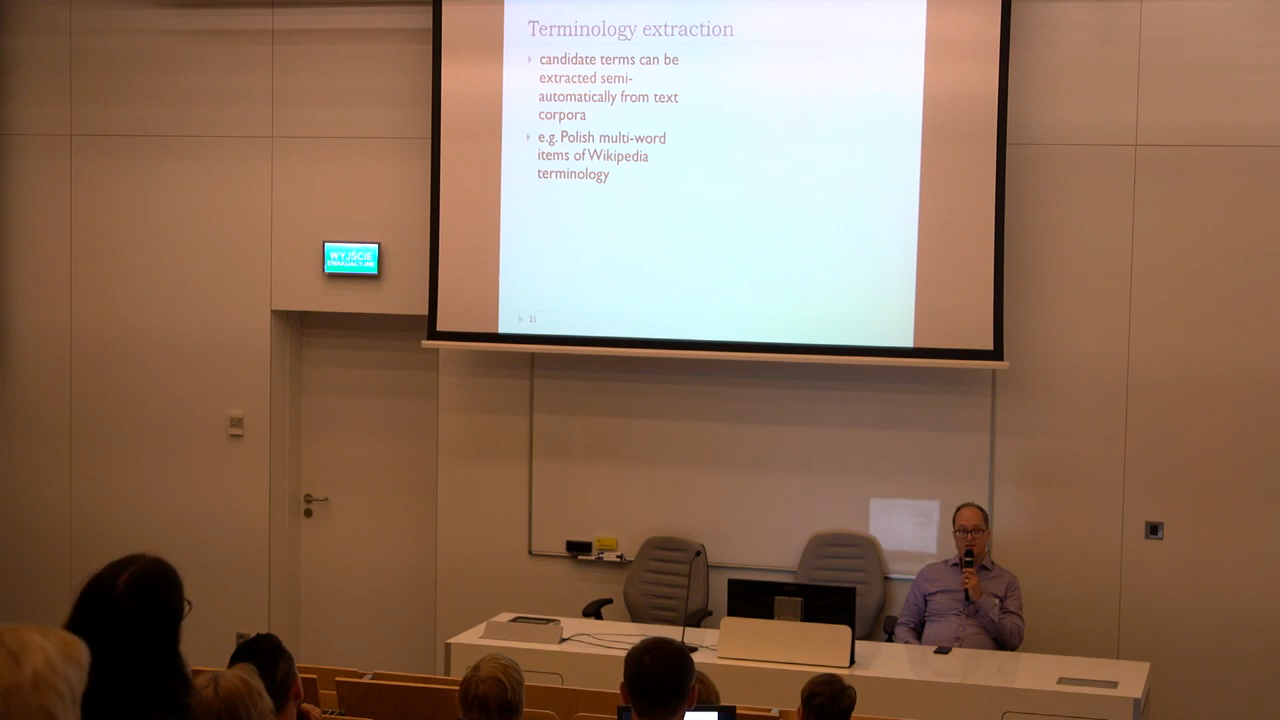 Terminology extraction
candidate terms can be
extracted semi-
automatically from text
corpora
e.g. Polish multi-word
items of Wikipedia
terminology
21
WYJŚCIE
EWAKUACYJNE